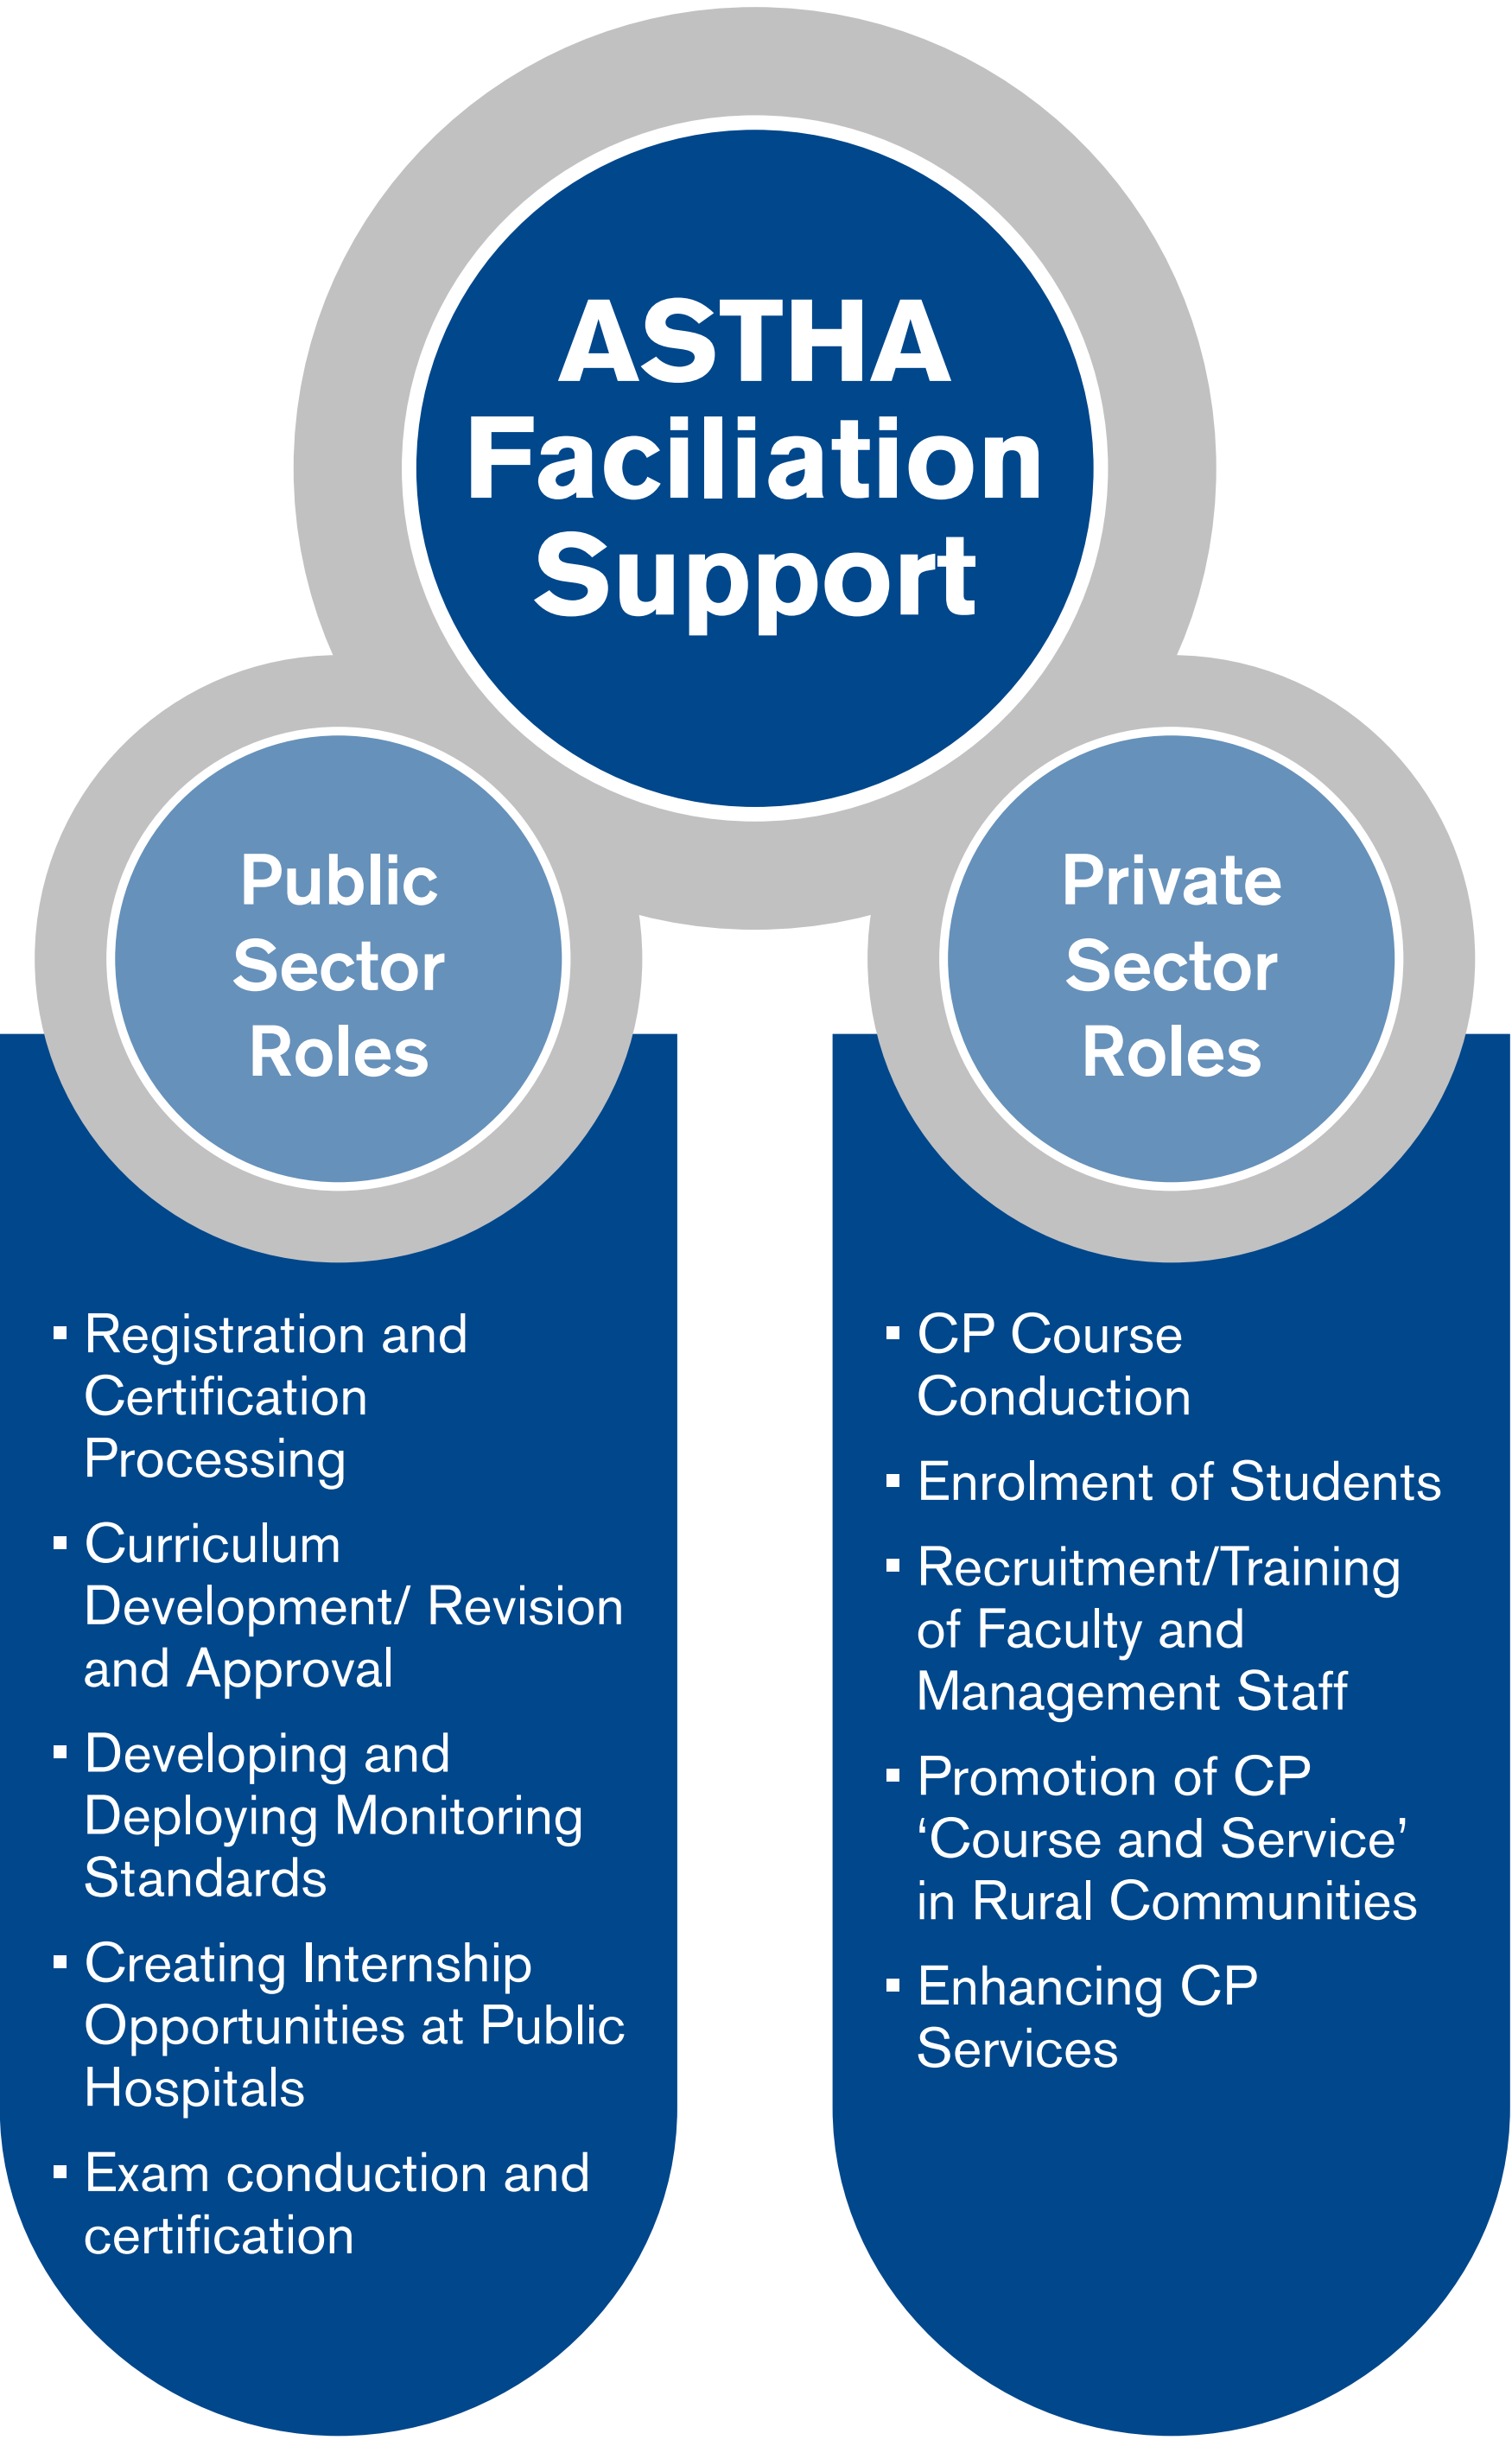 ASTHA
Faciliation
Support
Public
Sector
Roles
▪ Registration and
Certification
Processing
▪ Curriculum
Development/ Revision
and Approval
▪ Developing and
Deploying Monitoring
Standards
▪ Creating Internship
Opportunities at Public
Hospitals
▪ Exam conduction and
certification
Private
Sector
Roles
▪ CP Course
Conduction
▪ Enrolment of Students
▪ Recruitment/Training
of Faculty and
Management Staff
▪ Promotion of CP
‘Course and Service’
in Rural Communities
▪ Enhancing CP
Services